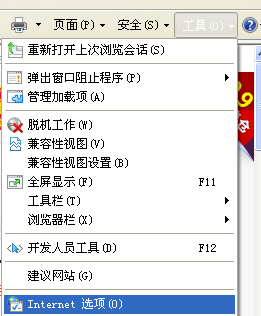 页面(P) 安全(S) 工具(O)
重新打开上次浏览会话(S)
弹出窗口阻止程序(P)
管理加载项(A)
脱机工作(W)
兼容性视图(V)
兼容性视图设置(B)
全屏显示(F) F11
工具栏(T)
浏览器栏(X)
开发人员工具(D) F12
建议网站(G)
Internet 选项(O)